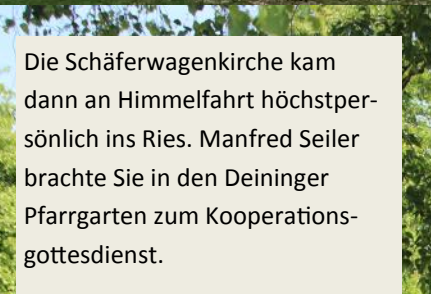 Die Schäferwagenkirche kam
dann an Himmelfahrt höchstper-
sönlich ins Ries. Manfred Seiler
brachte Sie in den Deininger
Pfarrgarten zum Kooperations-
gottesdienst.